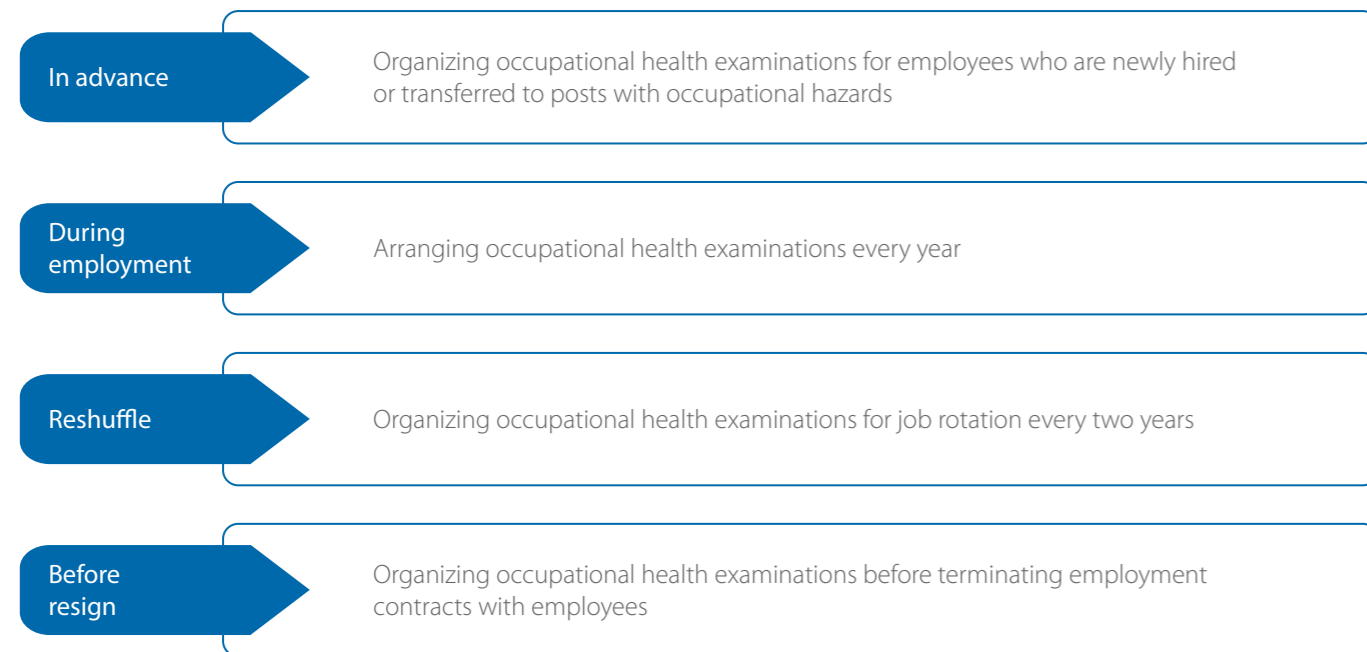 In advance
Organizing occupational health examinations for employees who are newly hired
or transferred to posts with occupational hazards
During
employment
Arranging occupational health examinations every year
Reshuffle
Organizing occupational health examinations for job rotation every two years
Before
resign
Organizing occupational health examinations before terminating employment
contracts with employees